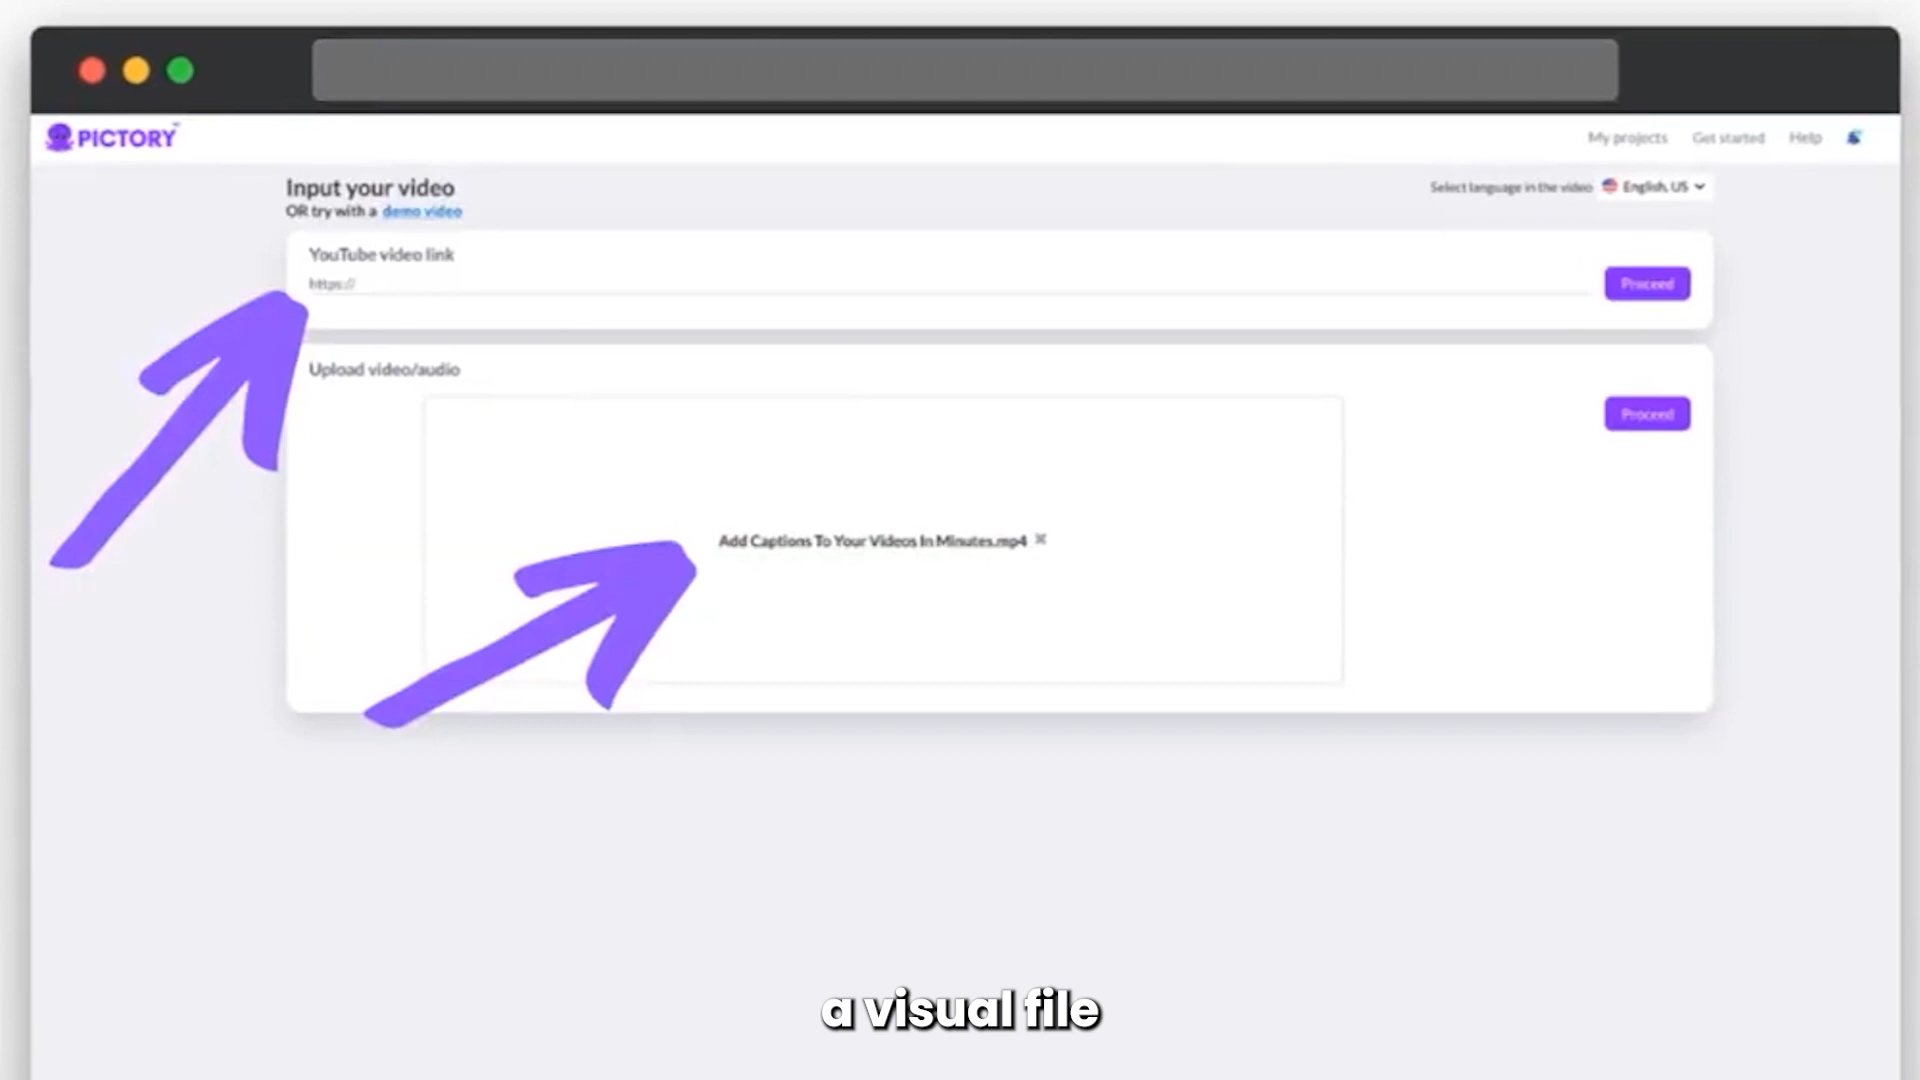 PICTORY
My projects
Get started
Help
Input your video
OR try with a demo video
Select language in the video
English, US
YouTube video link
https://
Proceed
Upload video/audio
Proceed
Add Captions To Your Videos In Minutes.mp4
a visual file